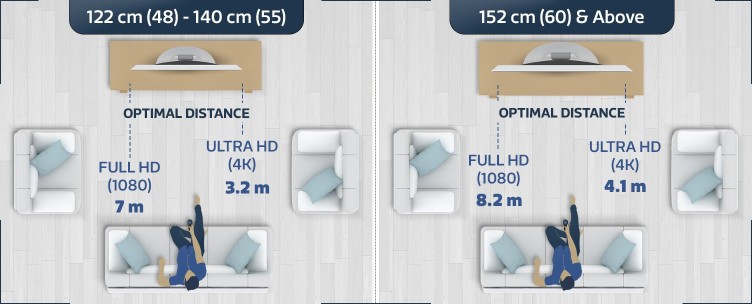 122 cm (48) - 140 cm (55)
OPTIMAL DISTANCE
FULL HD
(1080)
7 m
ULTRA HD
(4K)
3.2 m
152 cm (60) & Above
OPTIMAL DISTANCE
FULL HD
(1080)
8.2 m
ULTRA HD
(4K)
4.1 m